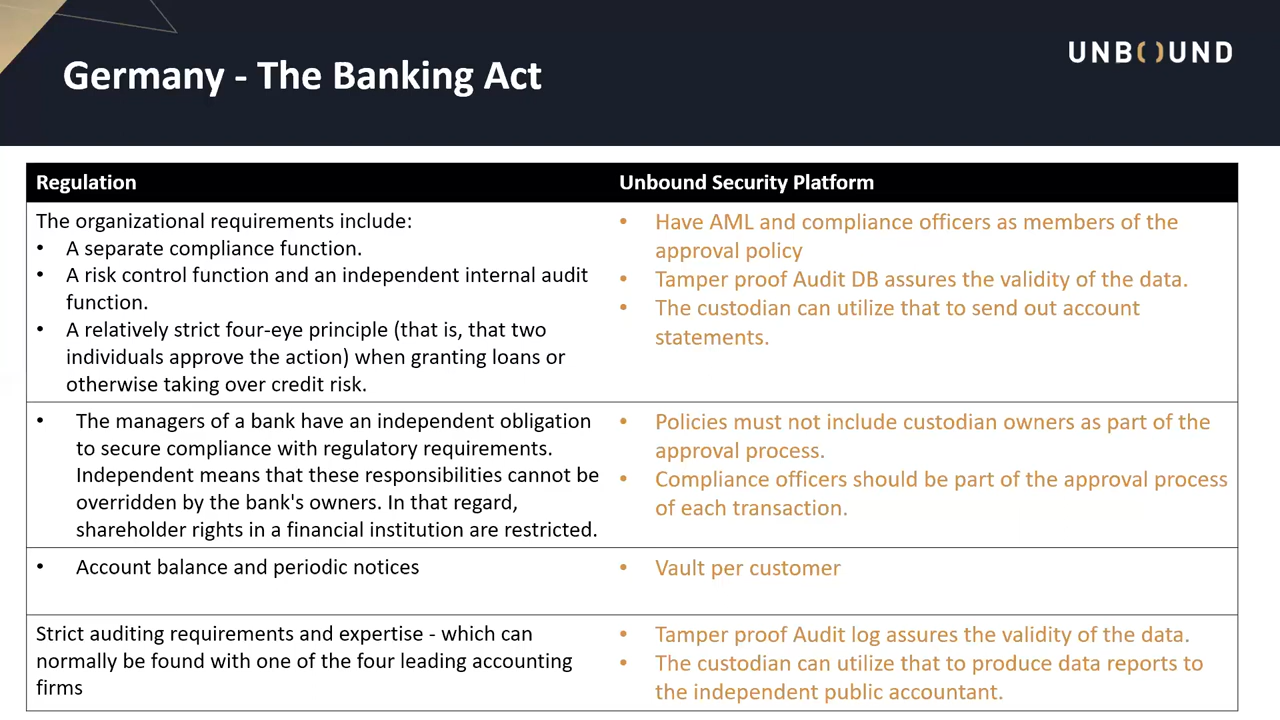 UNBOUND
Germany - The Banking Act
Regulation
Unbound Security Platform
The organizational requirements include:
• A separate compliance function.
• A risk control function and an independent internal audit
function.
• A relatively strict four-eye principle (that is, that two
individuals approve the action) when granting loans or
otherwise taking over credit risk.
• Have AML and compliance officers as members of the
approval policy
• Tamper proof Audit DB assures the validity of the data.
• The custodian can utilize that to send out account
statements.
• The managers of a bank have an independent obligation
to secure compliance with regulatory requirements.
Independent means that these responsibilities cannot be
overridden by the bank's owners. In that regard,
shareholder rights in a financial institution are restricted.
• Policies must not include custodian owners as part of the
approval process.
• Compliance officers should be part of the approval process
of each transaction.
• Account balance and periodic notices
• Vault per customer
Strict auditing requirements and expertise - which can
normally be found with one of the four leading accounting
firms
• Tamper proof Audit log assures the validity of the data.
• The custodian can utilize that to produce data reports to
the independent public accountant.